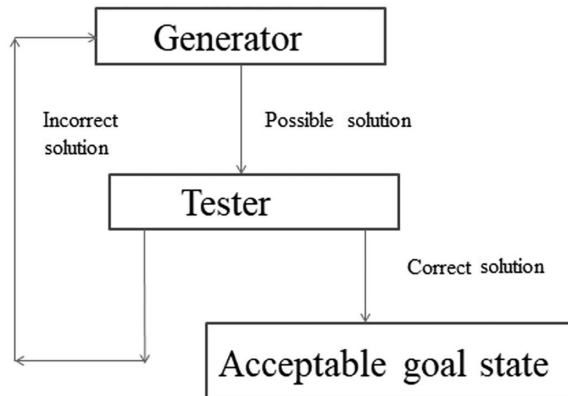 Generator
Incorrect
solution
Possible solution
Tester
Correct solution
Acceptable goal state